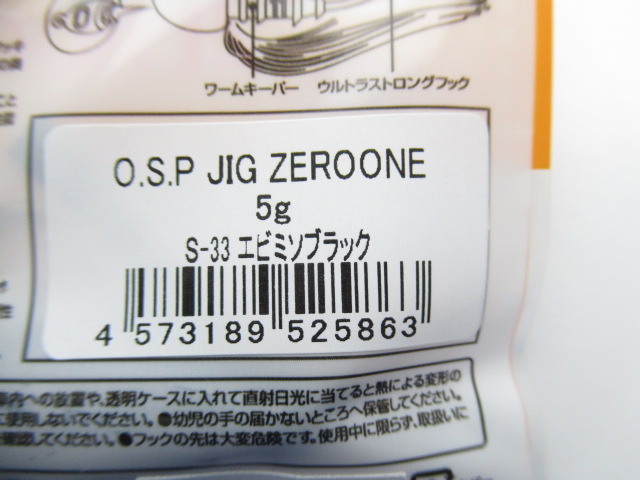 ワームキーパー ウルトラストロングフック
O.S.P JIG ZEROONE
5g
S-33 エビミソブラック
4 573189 525863
内への放置や、透明ケースに入れて直射日光に当てると熱による変形の
使用しないでください。●幼児の手の届かないところへ保管してください。
確認してください。●フックの先は大変危険です。使用中に限らず、取扱いに